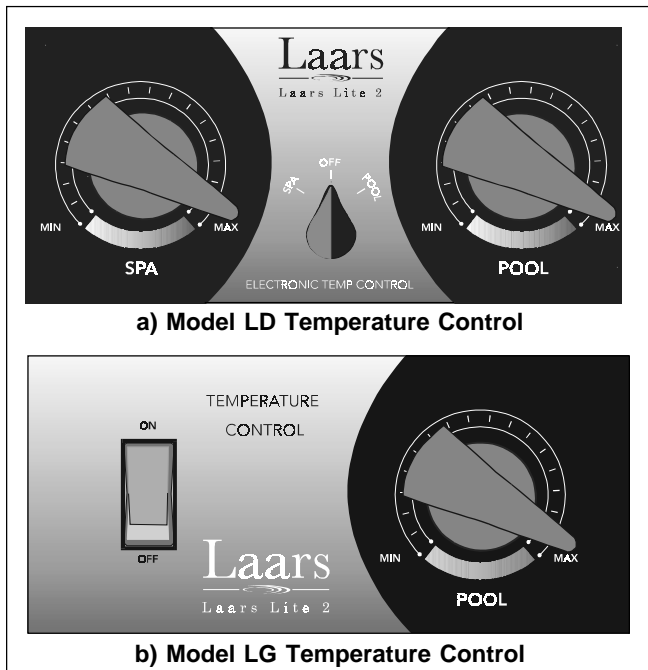 Laars
Laars Lite 2
OFF
SPA
POOL
MIN
MAX
SPA
MIN
MAX
POOL
ELECTRONIC TEMP CONTROL
a) Model LD Temperature Control
TEMPERATURE
CONTROL
ON
OFF
Laars
Laars Lite 2
MIN
MAX
POOL
b) Model LG Temperature Control